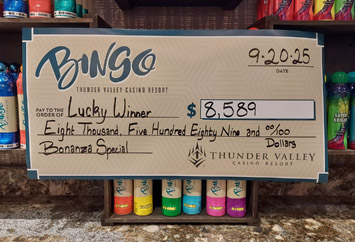 BINGO
THUNDER VALLEY CASINO RESORT
9·20·25
DATE
PAY TO THE ORDER OF Lucky Winner $ 8,589
Eight Thousand, Five Hundred Eighty Nine and 00/100 Dollars
Bonanza Special
THUNDER VALLEY
CASINO RESORT